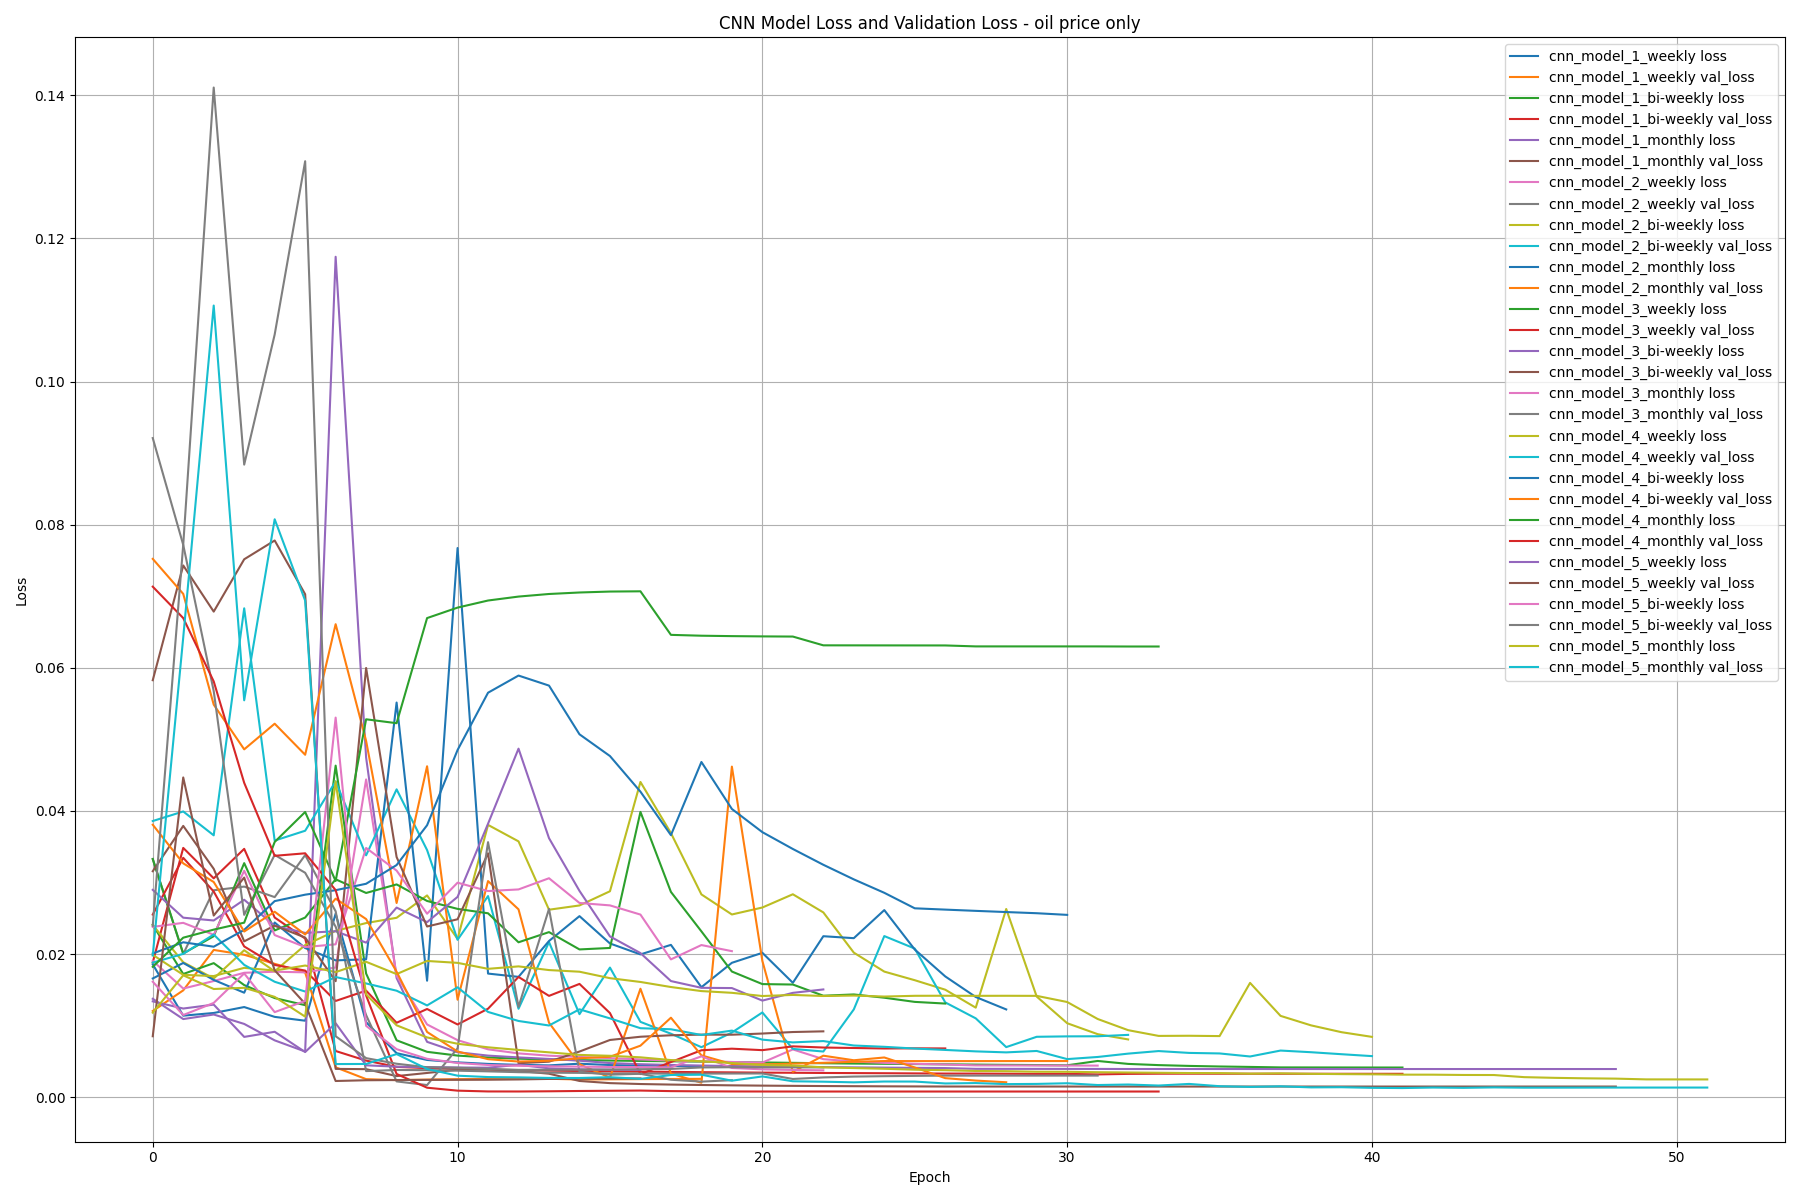 CNN Model Loss and Validation Loss - oil price only
cnn_model_1_weekly loss
cnn_model_1_weekly val_loss
cnn_model_1_bi-weekly loss
cnn_model_1_bi-weekly val_loss
cnn_model_1_monthly loss
cnn_model_1_monthly val_loss
cnn_model_2_weekly loss
cnn_model_2_weekly val_loss
cnn_model_2_bi-weekly loss
cnn_model_2_bi-weekly val_loss
cnn_model_2_monthly loss
cnn_model_2_monthly val_loss
cnn_model_3_weekly loss
cnn_model_3_weekly val_loss
cnn_model_3_bi-weekly loss
cnn_model_3_bi-weekly val_loss
cnn_model_3_monthly loss
cnn_model_3_monthly val_loss
cnn_model_4_weekly loss
cnn_model_4_weekly val_loss
cnn_model_4_bi-weekly loss
cnn_model_4_bi-weekly val_loss
cnn_model_4_monthly loss
cnn_model_4_monthly val_loss
cnn_model_5_weekly loss
cnn_model_5_weekly val_loss
cnn_model_5_bi-weekly loss
cnn_model_5_bi-weekly val_loss
cnn_model_5_monthly loss
cnn_model_5_monthly val_loss
Loss
0.14
0.12
0.10
0.08
0.06
0.04
0.02
0.00
0
10
20
30
40
50
Epoch